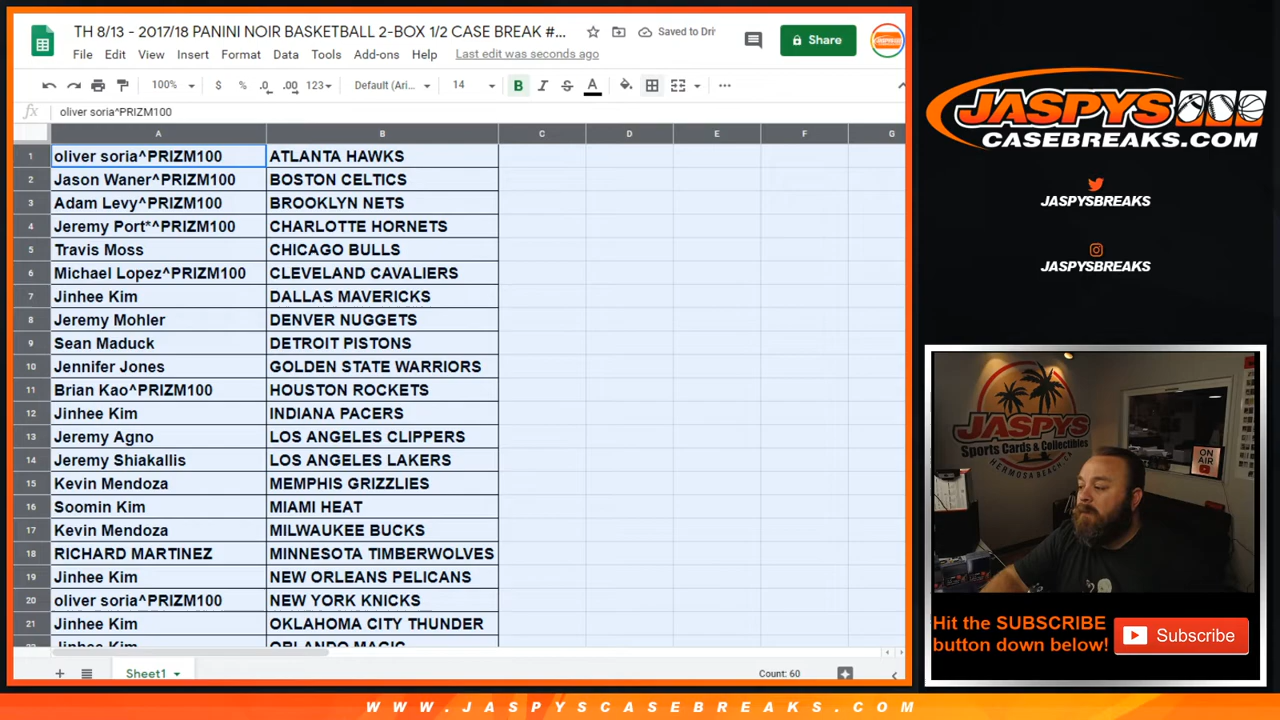 TH 8/13 - 2017/18 PANINI NOIR BASKETBALL 2-BOX 1/2 CASE BREAK #...
Saved to Dri
File Edit View Insert Format Data Tools Add-ons Help Last edit was seconds ago
Share
100% $ % .0 .00 123 Default (Ari... 14 B I S A
fx oliver soria^PRIZM100
A B C D E F G
1 oliver soria^PRIZM100 ATLANTA HAWKS
2 Jason Waner^PRIZM100 BOSTON CELTICS
3 Adam Levy^PRIZM100 BROOKLYN NETS
4 Jeremy Port*^PRIZM100 CHARLOTTE HORNETS
5 Travis Moss CHICAGO BULLS
6 Michael Lopez^PRIZM100 CLEVELAND CAVALIERS
7 Jinhee Kim DALLAS MAVERICKS
8 Jeremy Mohler DENVER NUGGETS
9 Sean Maduck DETROIT PISTONS
10 Jennifer Jones GOLDEN STATE WARRIORS
11 Brian Kao^PRIZM100 HOUSTON ROCKETS
12 Jinhee Kim INDIANA PACERS
13 Jeremy Agno LOS ANGELES CLIPPERS
14 Jeremy Shiakallis LOS ANGELES LAKERS
15 Kevin Mendoza MEMPHIS GRIZZLIES
16 Soomin Kim MIAMI HEAT
17 Kevin Mendoza MILWAUKEE BUCKS
18 RICHARD MARTINEZ MINNESOTA TIMBERWOLVES
19 Jinhee Kim NEW ORLEANS PELICANS
20 oliver soria^PRIZM100 NEW YORK KNICKS
21 Jinhee Kim OKLAHOMA CITY THUNDER
22 Jinhee Kim ORLANDO MAGIC
Sheet1
Count: 60
JASPYS
CASEBREAKS.COM
JASPYSBREAKS
JASPYSBREAKS
JASPYS
Sports Cards & Collectibles
HERMOSA BEACH, CA
ON AIR
Hit the SUBSCRIBE
button down below!
Subscribe
WWW.JASPYSCASEBREAKS.COM